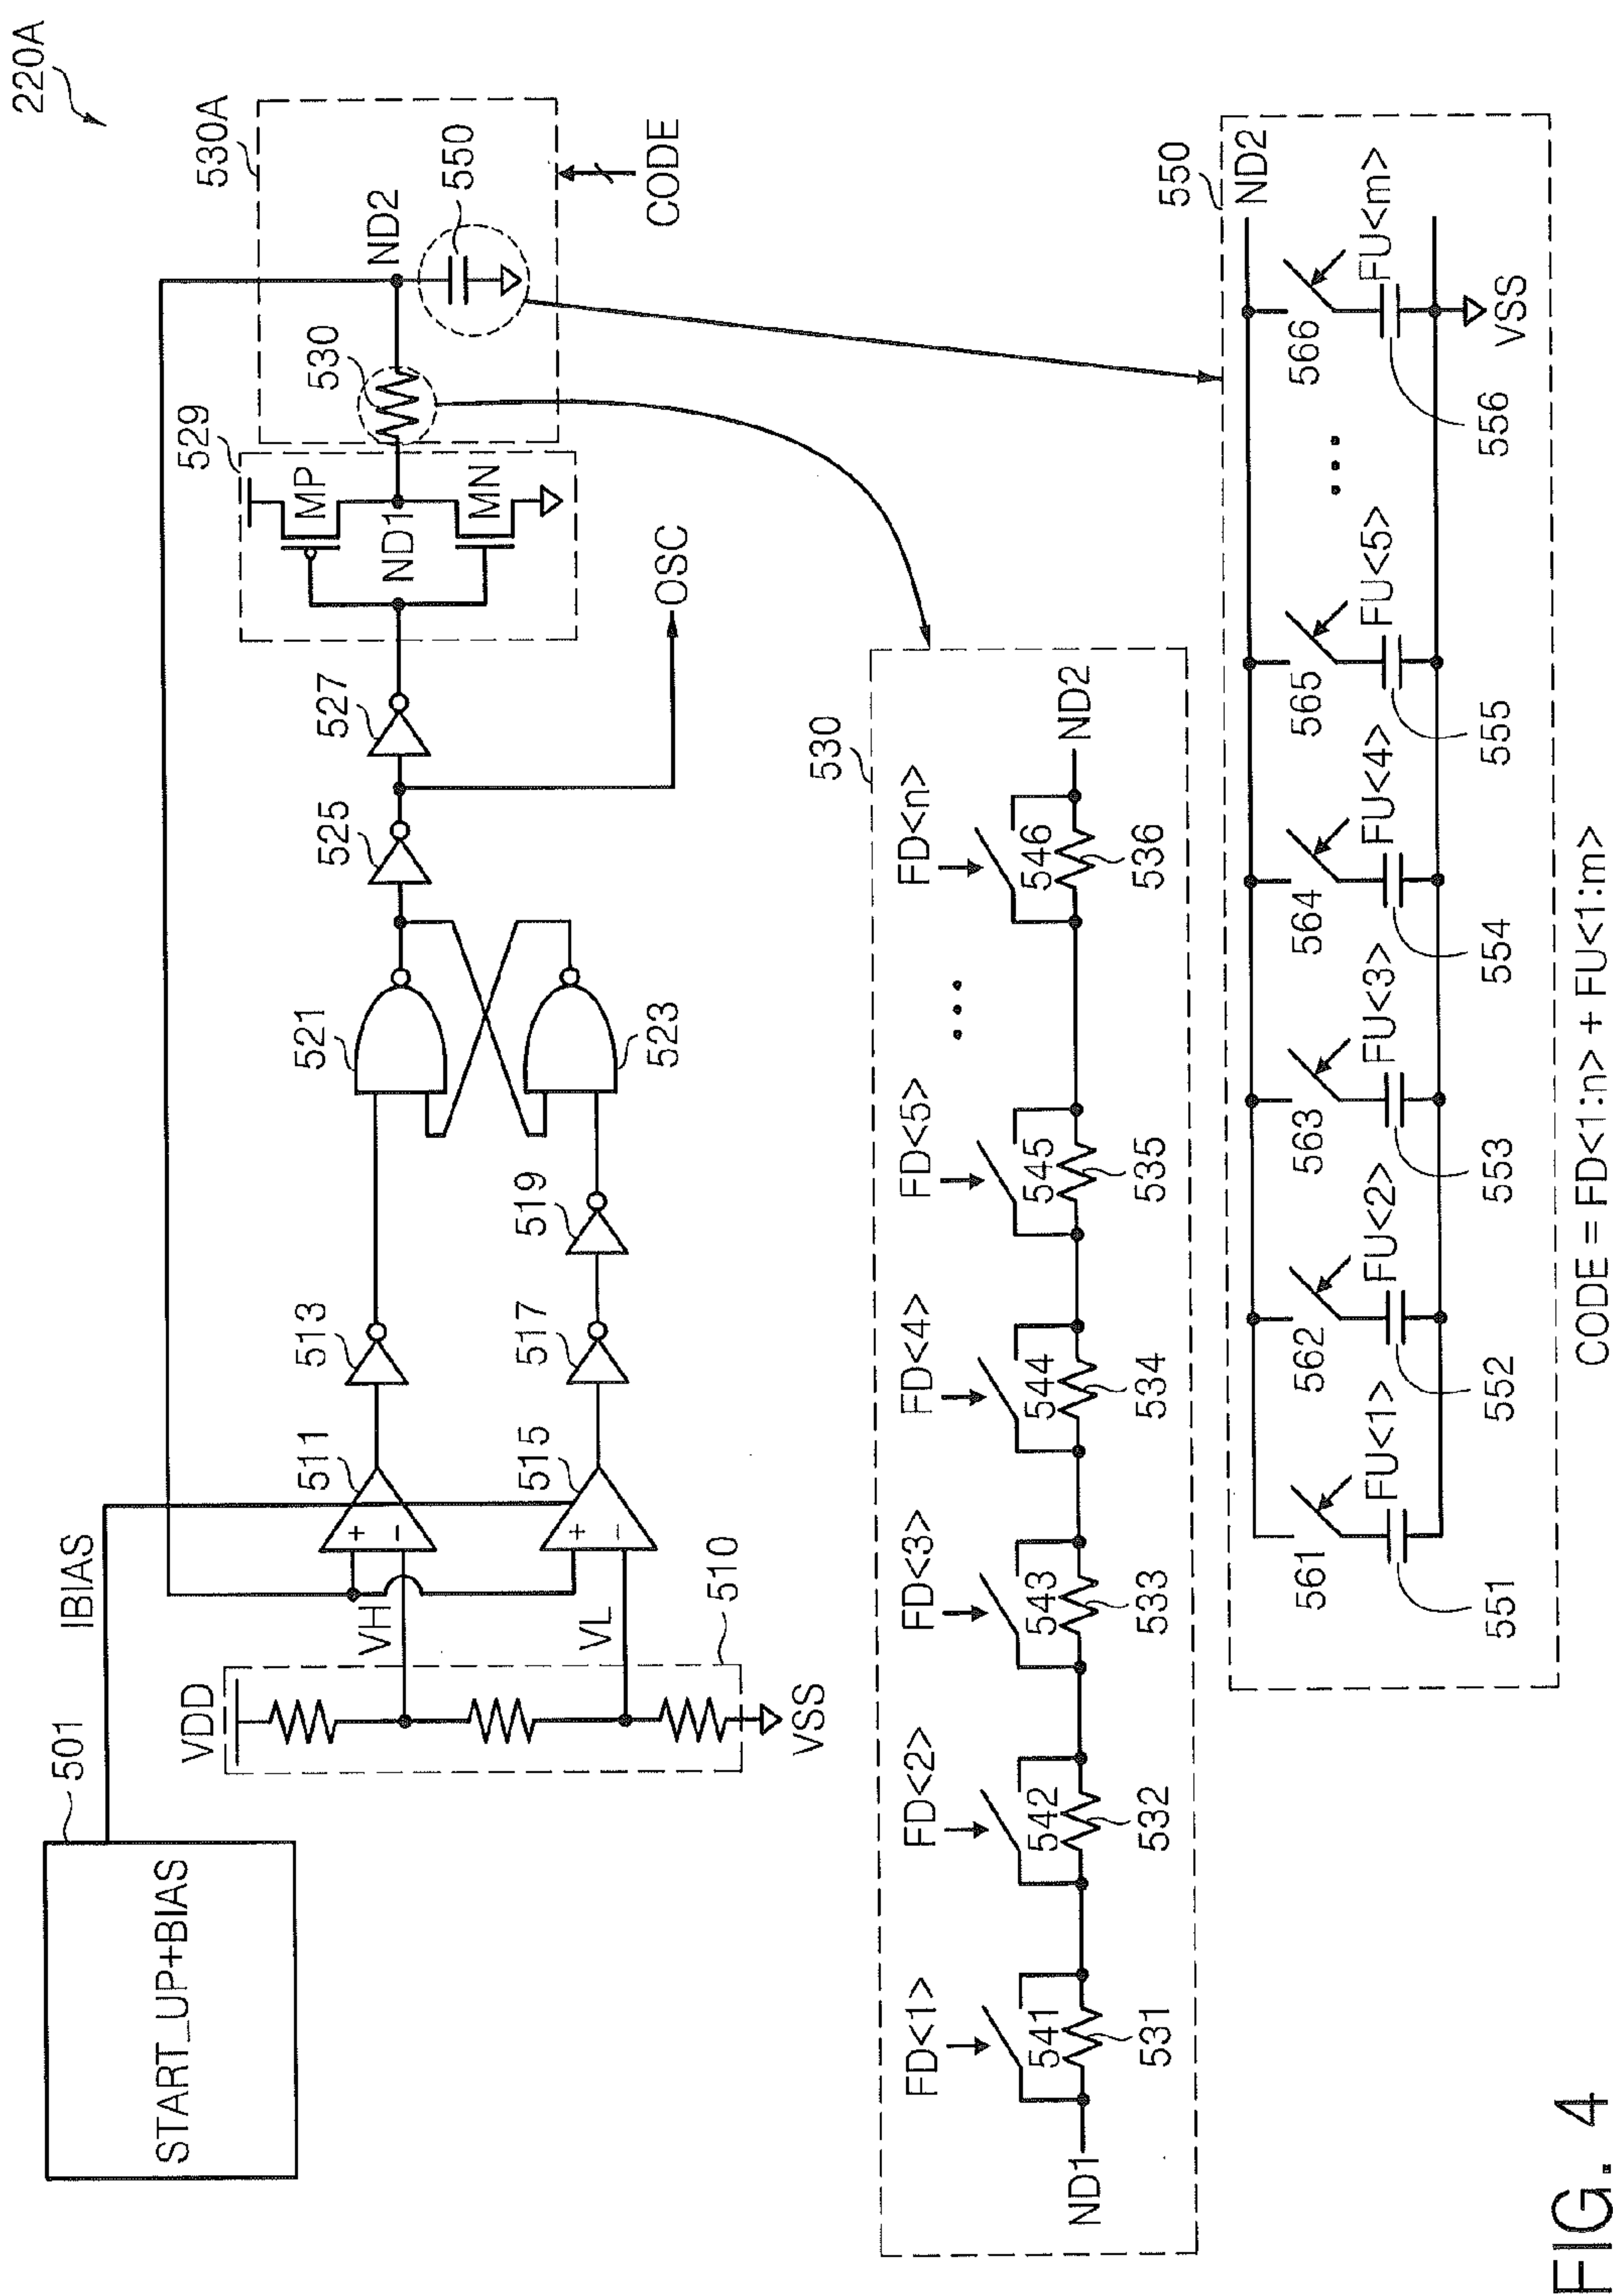 220A
501
START_UP+BIAS
IBIAS
VDD
VH
VL
VSS
510
511
+
-
515
+
-
513
517
519
521
523
525
527
OSC
529
MP
ND1
MN
530A
530
ND2
550
CODE
530
FD<1>
FD<2>
FD<3>
FD<4>
FD<5>
...
FD<n>
ND1
541
542
543
544
545
546
ND2
531
532
533
534
535
536
550
ND2
561
562
563
564
565
566
FU<1>
FU<2>
FU<3>
FU<4>
FU<5>
...
FU<m>
551
552
553
554
555
556
VSS
CODE = FD<1:n> + FU<1:m>
FIG. 4